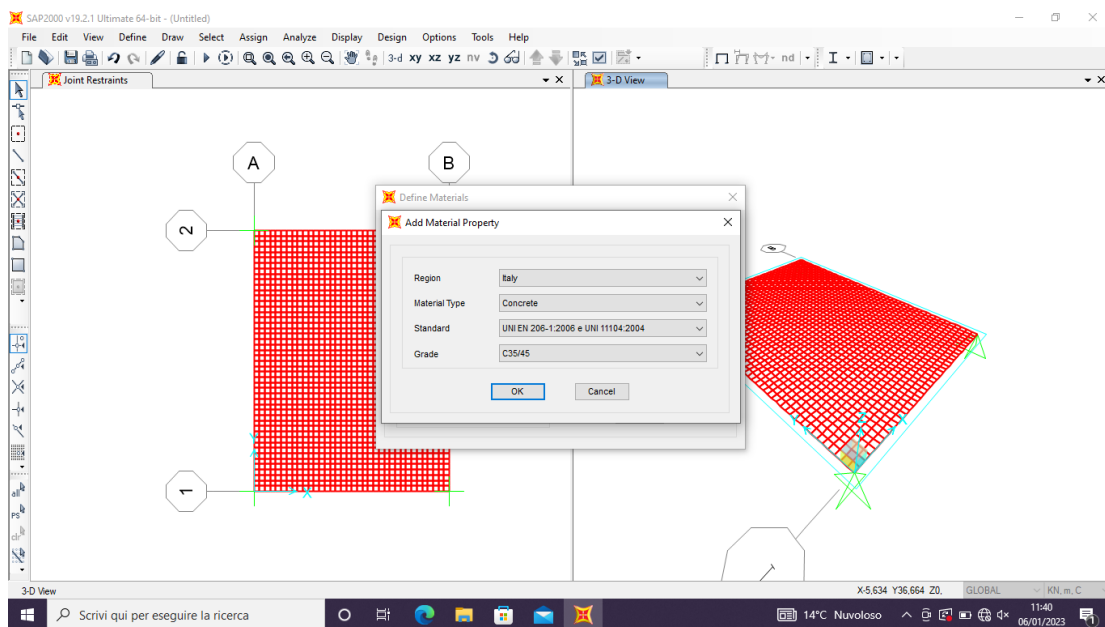 SAP2000 v19.2.1 Ultimate 64-bit - (Untitled)
File Edit View Define Draw Select Assign Analyze Display Design Options Tools Help
3-d xy xz yz nv
nd
Joint Restraints
3-D View
A
B
2
1
Define Materials
Add Material Property
Region
Italy
Material Type
Concrete
Standard
UNI EN 206-1:2006 e UNI 11104:2004
Grade
C35/45
OK
Cancel
all
PS
clr
3-D View
X-5,634 Y36,664 Z0,
GLOBAL
KN, m, C
Scrivi qui per eseguire la ricerca
14°C Nuvoloso
11:40
06/01/2023